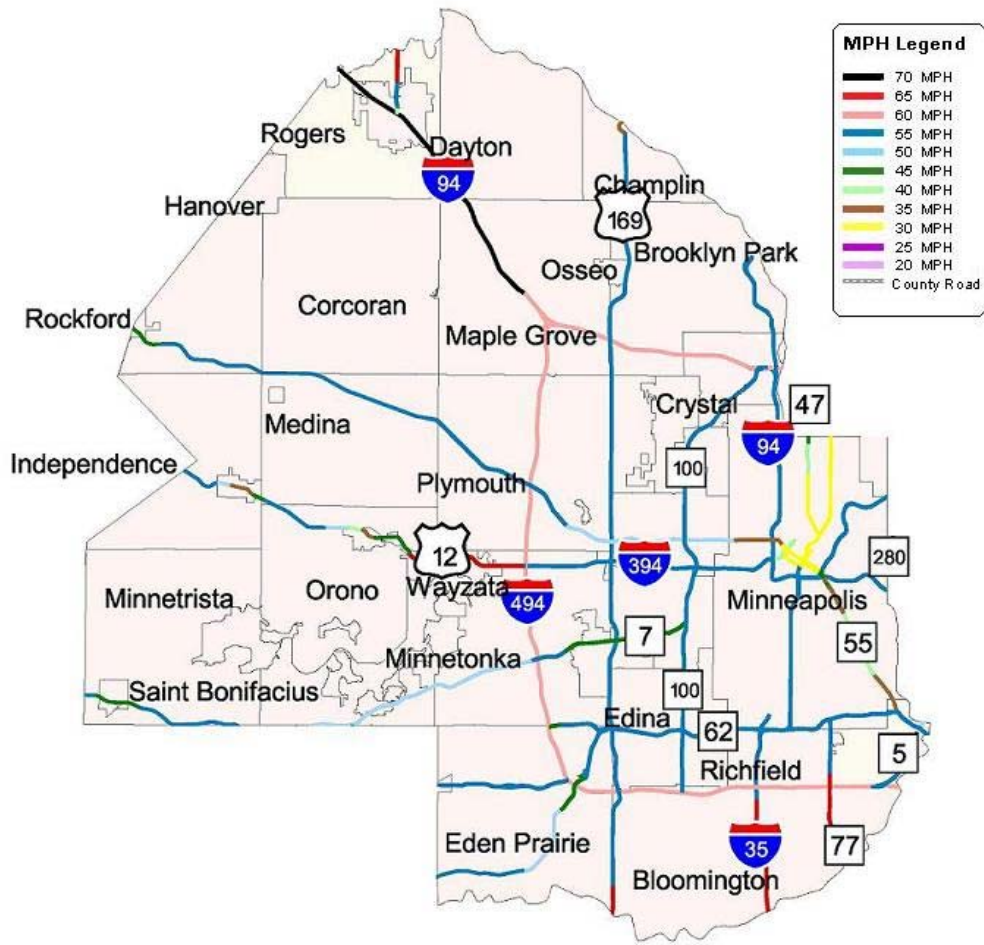 MPH Legend
70 MPH
65 MPH
60 MPH
55 MPH
50 MPH
45 MPH
40 MPH
35 MPH
30 MPH
25 MPH
20 MPH
County Road
Rogers
Dayton
94
Champlin
Hanover
169
Brooklyn Park
Osseo
Corcoran
Rockford
Maple Grove
Crystal
47
Medina
94
Independence
100
Plymouth
12
394
280
Wayzata
Minnetrista
Orono
494
Minneapolis
7
55
Minnetonka
Saint Bonifacius
100
Edina
62
5
Richfield
Eden Prairie
35
77
Bloomington